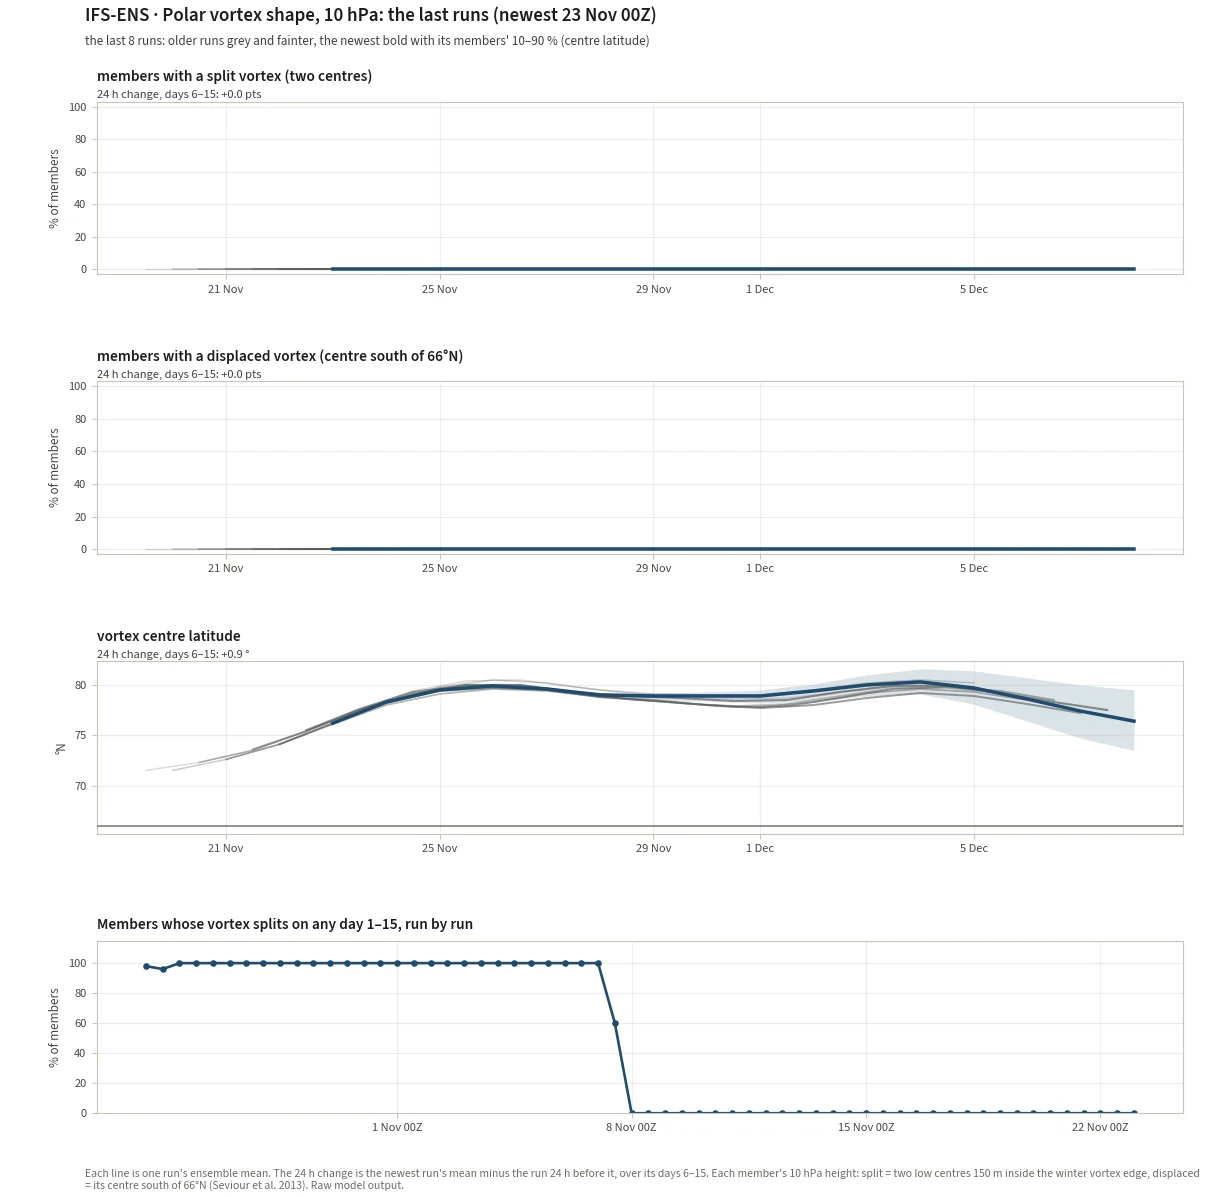 IFS-ENS · Polar vortex shape, 10 hPa: the last runs (newest 23 Nov 00Z)
the last 8 runs: older runs grey and fainter, the newest bold with its members' 10–90 % (centre latitude)
members with a split vortex (two centres)
24 h change, days 6–15: +0.0 pts
100
80
60
40
20
0
% of members
21 Nov
25 Nov
29 Nov
1 Dec
5 Dec
members with a displaced vortex (centre south of 66°N)
24 h change, days 6–15: +0.0 pts
100
80
60
40
20
0
% of members
21 Nov
25 Nov
29 Nov
1 Dec
5 Dec
vortex centre latitude
24 h change, days 6–15: +0.9 °
80
75
70
°N
21 Nov
25 Nov
29 Nov
1 Dec
5 Dec
Members whose vortex splits on any day 1–15, run by run
100
80
60
40
20
0
% of members
1 Nov 00Z
8 Nov 00Z
15 Nov 00Z
22 Nov 00Z
Each line is one run's ensemble mean. The 24 h change is the newest run's mean minus the run 24 h before it, over its days 6–15. Each member's 10 hPa height: split = two low centres 150 m inside the winter vortex edge, displaced
= its centre south of 66°N (Seviour et al. 2013). Raw model output.